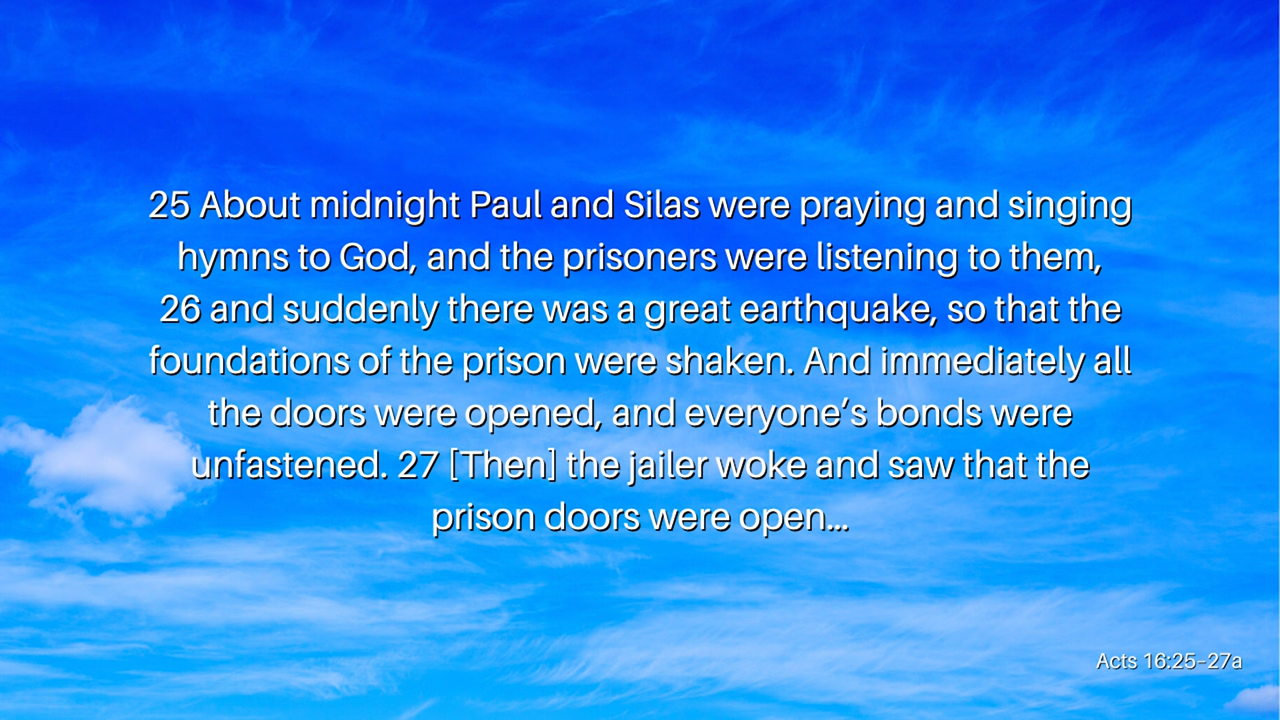 25 About midnight Paul and Silas were praying and singing
hymns to God, and the prisoners were listening to them,
26 and suddenly there was a great earthquake, so that the
foundations of the prison were shaken. And immediately all
the doors were opened, and everyone’s bonds were
unfastened. 27 [Then] the jailer woke and saw that the
prison doors were open…
Acts 16:25–27a